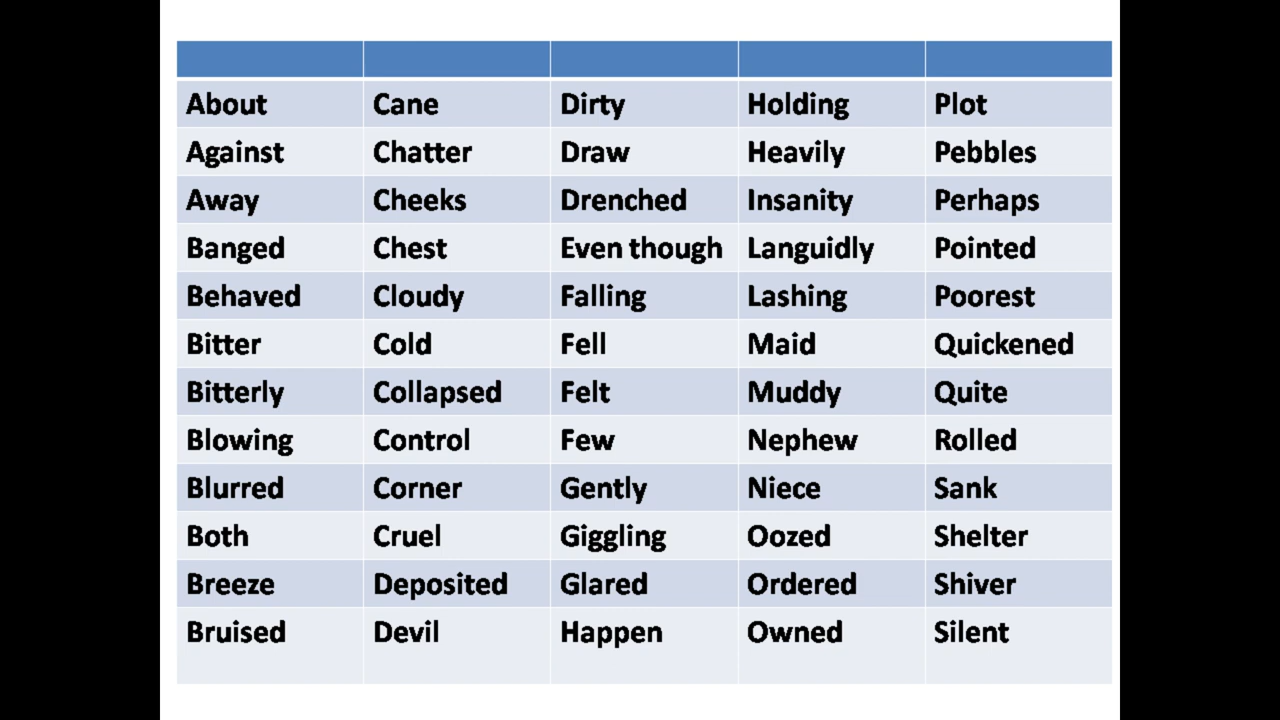 About Cane Dirty Holding Plot
Against Chatter Draw Heavily Pebbles
Away Cheeks Drenched Insanity Perhaps
Banged Chest Even though Languidly Pointed
Behaved Cloudy Falling Lashing Poorest
Bitter Cold Fell Maid Quickened
Bitterly Collapsed Felt Muddy Quite
Blowing Control Few Nephew Rolled
Blurred Corner Gently Niece Sank
Both Cruel Giggling Oozed Shelter
Breeze Deposited Glared Ordered Shiver
Bruised Devil Happen Owned Silent